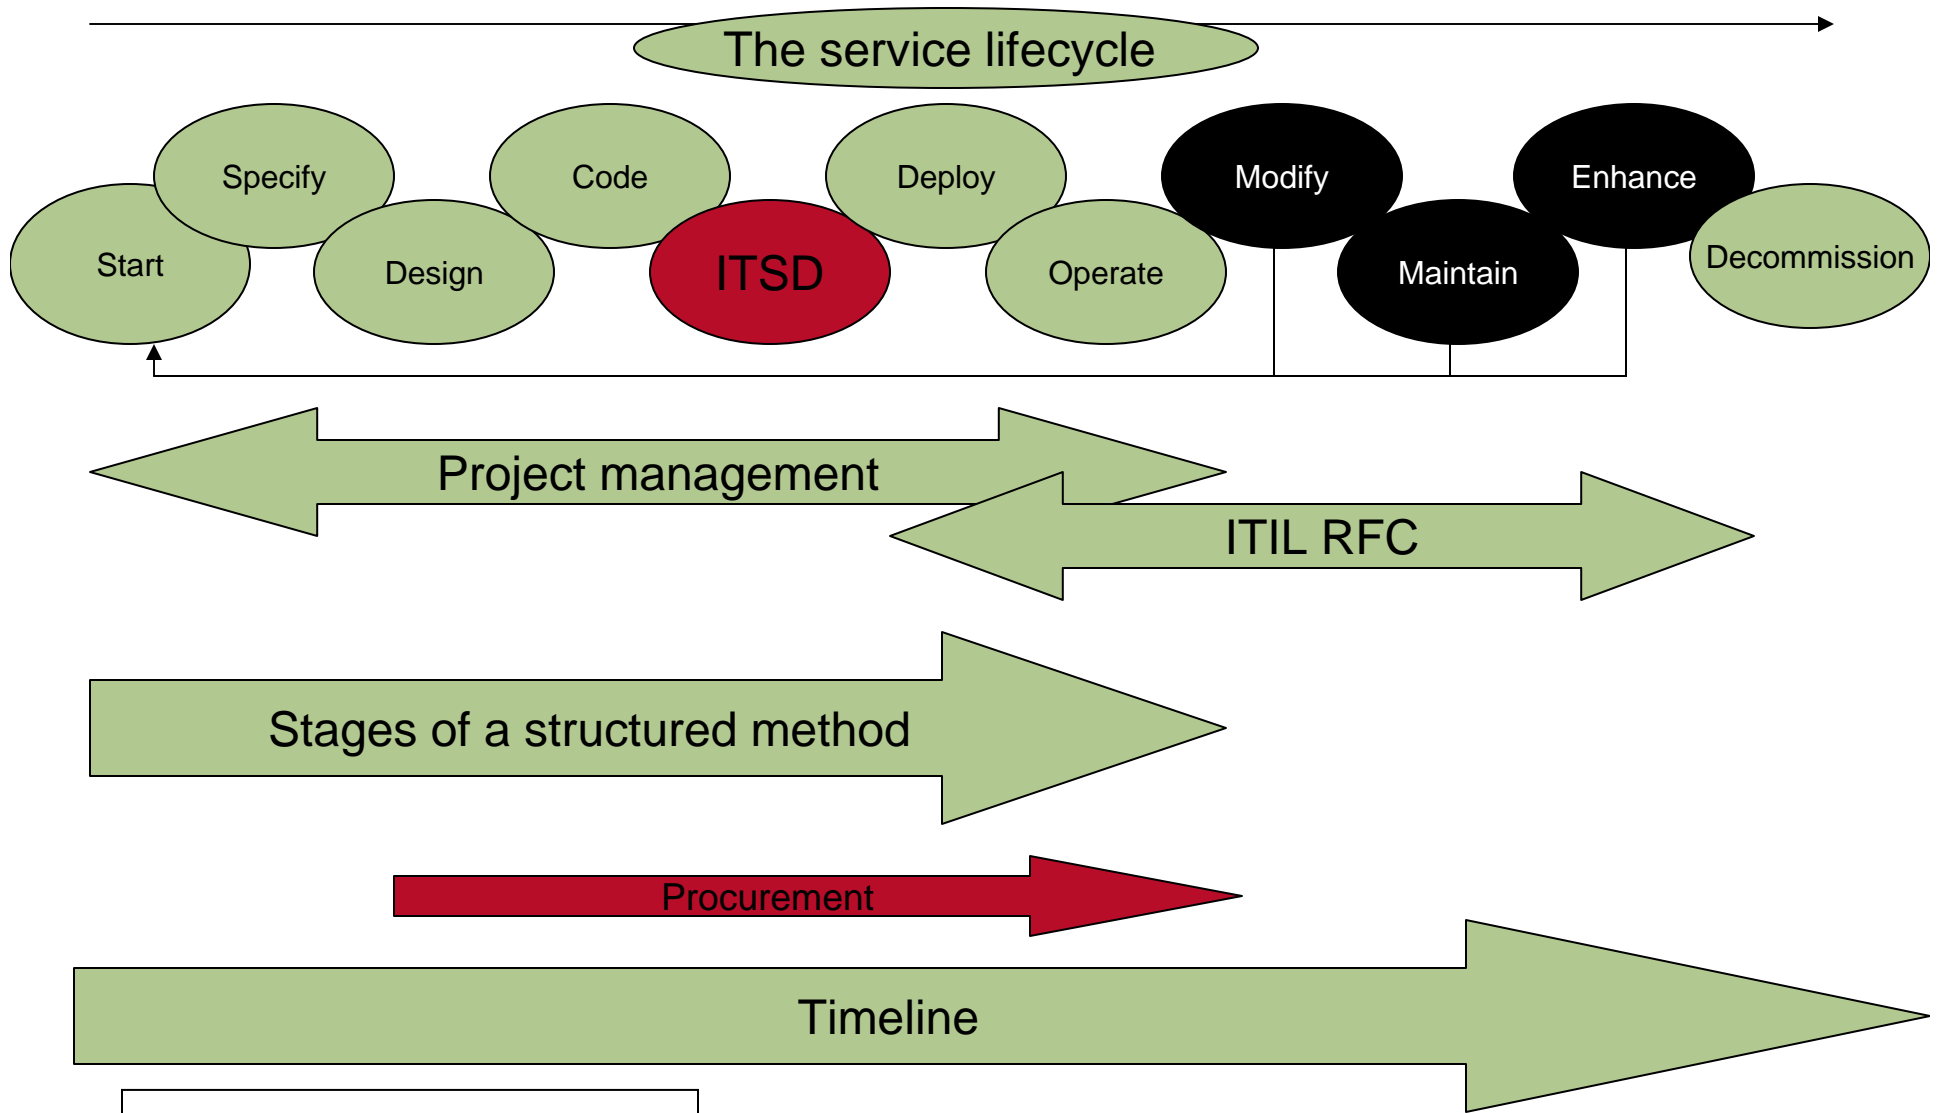 The service lifecycle
Start
Specify
Design
Code
ITSD
Deploy
Operate
Modify
Maintain
Enhance
Decommission
Project management
ITIL RFC
Stages of a structured method
Procurement
Timeline